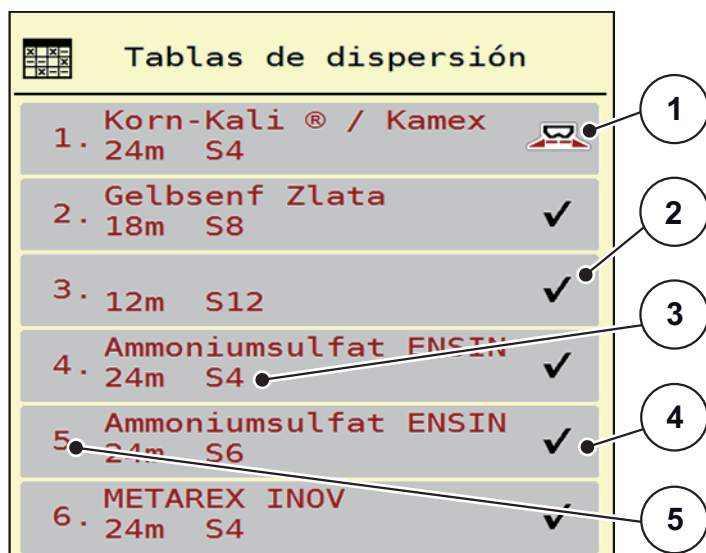 Tablas de dispersión
1. Korn-Kali ® / Kamex
24m S4
2. Gelbsenf Zlata
18m S8
3.
12m S12
4. Ammoniumsulfat ENSIN
24m S4
5. Ammoniumsulfat ENSIN
24m S6
6. METAREX INOV
24m S4
1
2
3
4
5